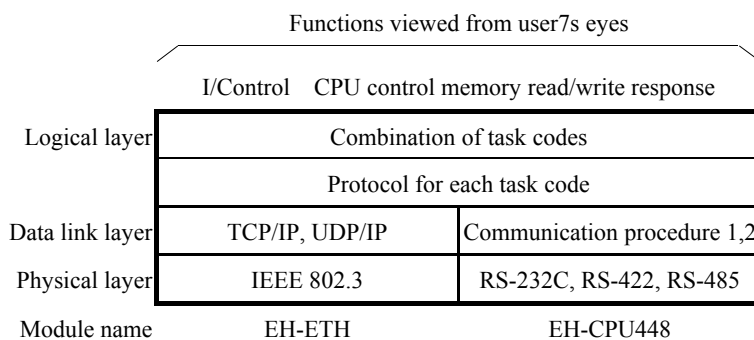 Functions viewed from user7s eyes
I/Control CPU control memory read/write response
Logical layer Combination of task codes
Protocol for each task code
Data link layer TCP/IP, UDP/IP Communication procedure 1,2
Physical layer IEEE 802.3 RS-232C, RS-422, RS-485
Module name EH-ETH EH-CPU448